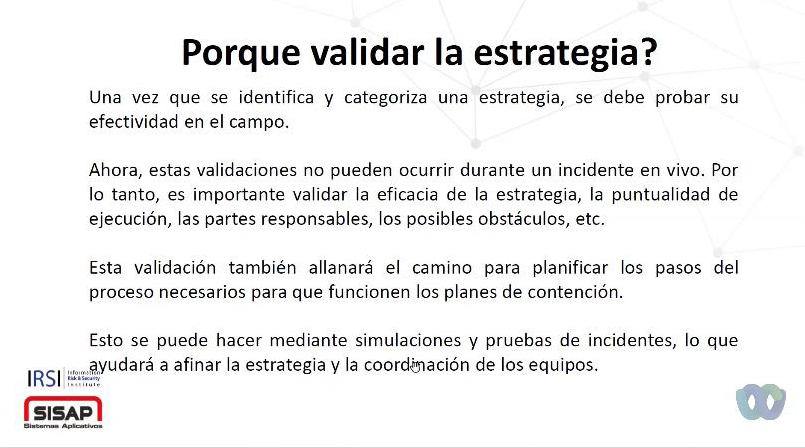 Porque validar la estrategia?
Una vez que se identifica y categoriza una estrategia, se debe probar su
efectividad en el campo.
Ahora, estas validaciones no pueden ocurrir durante un incidente en vivo. Por
lo tanto, es importante validar la eficacia de la estrategia, la puntualidad de
ejecución, las partes responsables, los posibles obstáculos, etc.
Esta validación también allanará el camino para planificar los pasos del
proceso necesarios para que funcionen los planes de contención.
Esto se puede hacer mediante simulaciones y pruebas de incidentes, lo que
ayudará a afinar la estrategia y la coordinación de los equipos.
IRSI
Information
Risk & Security
Institute
SISAP
Sistemas Aplicativos